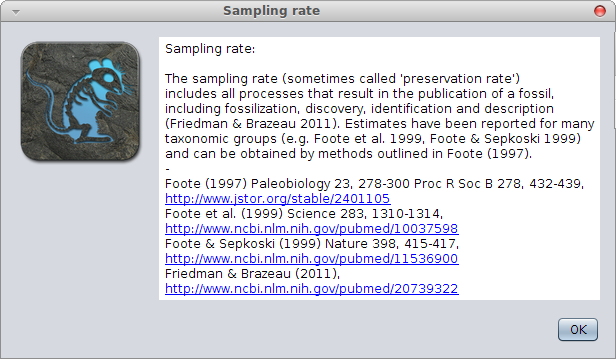 Sampling rate
Sampling rate:
The sampling rate (sometimes called 'preservation rate')
includes all processes that result in the publication of a fossil,
including fossilization, discovery, identification and description
(Friedman & Brazeau 2011). Estimates have been reported for many
taxonomic groups (e.g. Foote et al. 1999, Foote & Sepkoski 1999)
and can be obtained by methods outlined in Foote (1997).
-
Foote (1997) Paleobiology 23, 278-300 Proc R Soc B 278, 432-439,
http://www.jstor.org/stable/2401105
Foote et al. (1999) Science 283, 1310-1314,
http://www.ncbi.nlm.nih.gov/pubmed/10037598
Foote & Sepkoski (1999) Nature 398, 415-417,
http://www.ncbi.nlm.nih.gov/pubmed/11536900
Friedman & Brazeau (2011),
http://www.ncbi.nlm.nih.gov/pubmed/20739322
OK